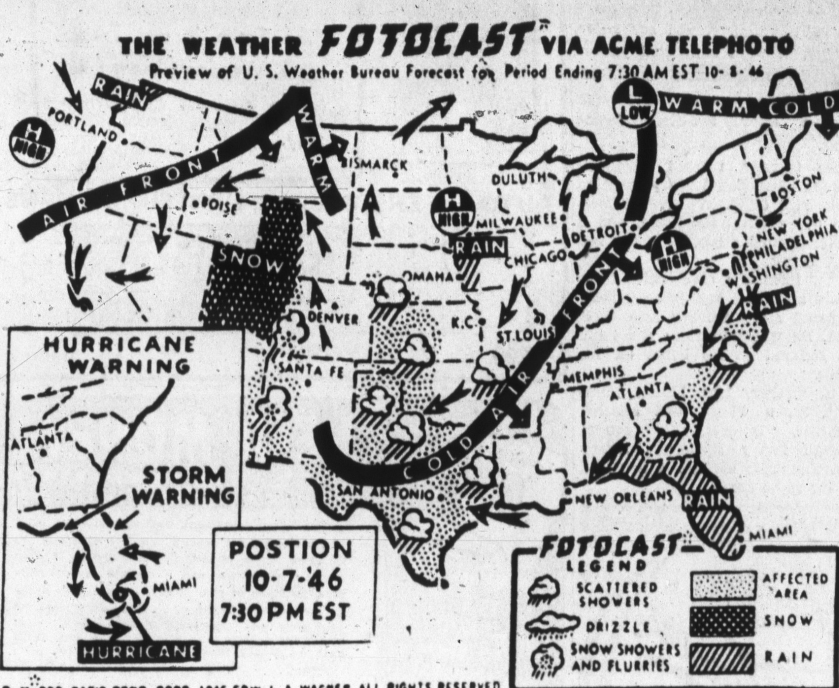 THE WEATHER FOTOCAST VIA ACME TELEPHOTO
Preview of U. S. Weather Bureau Forecast for Period Ending 7:30 AM EST 10-8-46
RAIN
L
LOW
WARM COLD
PORTLAND
H
HIGH
WARM
BISMARCK
DULUTH
AIR FRONT
BOISE
H
HIGH
MILWAUKEE
DETROIT
BOSTON
NEW YORK
PHILADELPHIA
WASHINGTON
H
HIGH
RAIN
CHICAGO
SNOW
OMAHA
DENVER
K.C.
ST. LOUIS
RAIN
SANTA FE
MEMPHIS
ATLANTA
COLD AIR FRONT
SAN ANTONIO
NEW ORLEANS
RAIN
MIAMI
HURRICANE
WARNING
ATLANTA
STORM
WARNING
MIAMI
HURRICANE
POSTION
10-7-'46
7:30 PM EST
FOTOCAST
LEGEND
SCATTERED
SHOWERS
DRIZZLE
SNOW SHOWERS
AND FLURRIES
AFFECTED
AREA
SNOW
RAIN
ALL RIGHTS RESERVED